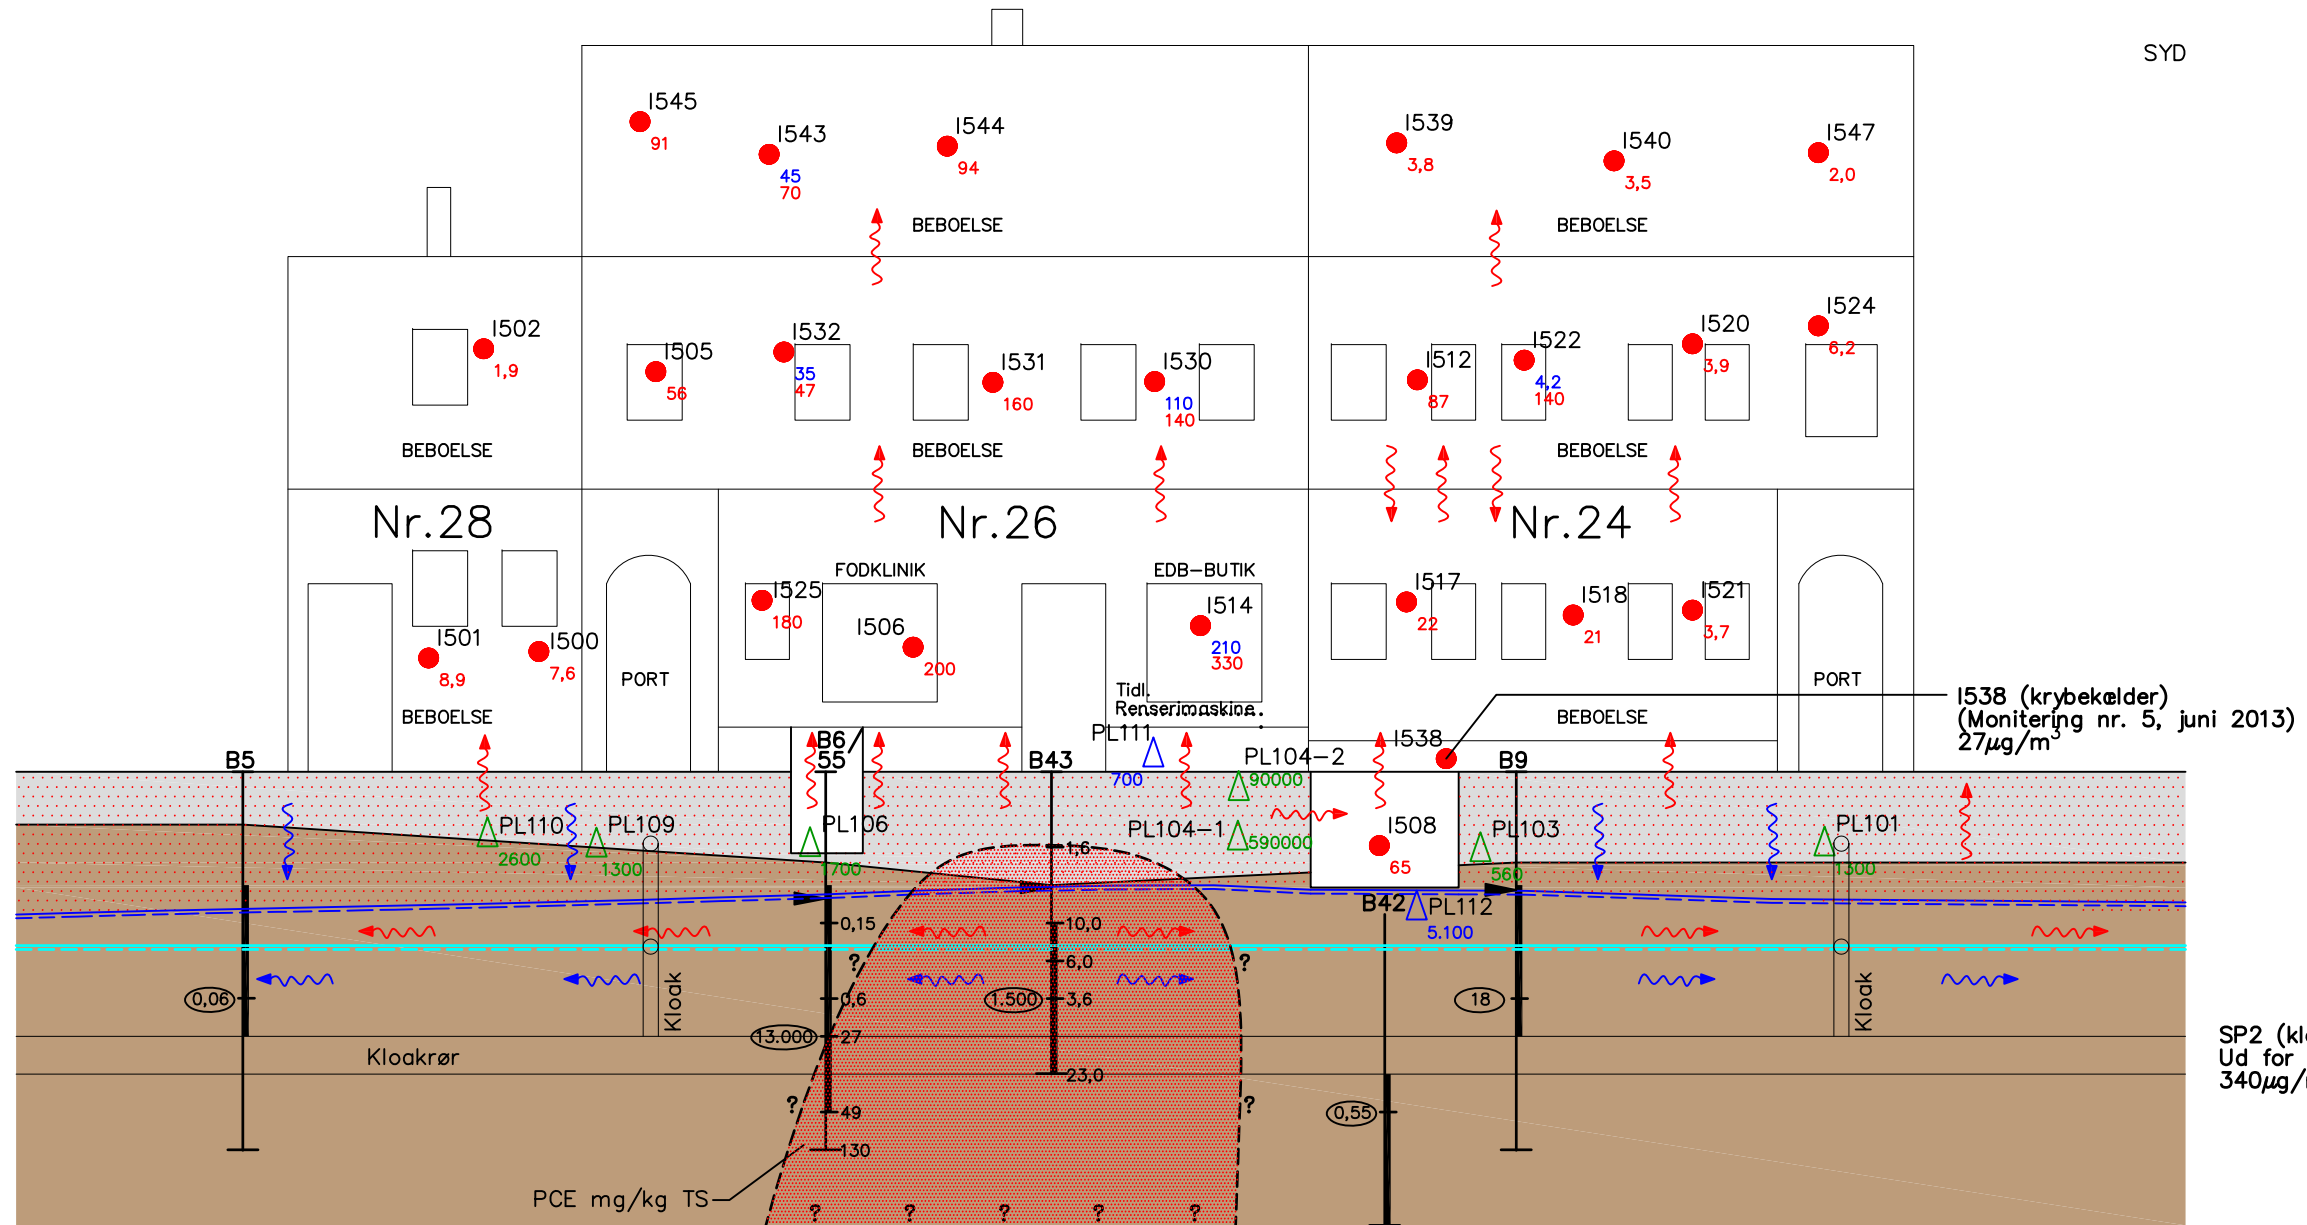 SYD
I545
91
I543
45
70
I544
94
I539
3,8
I540
3,5
I547
2,0
BEBOELSE
BEBOELSE
I502
1,9
I505
56
I532
35
47
I531
160
I530
110
140
I512
87
I522
4,2
140
I520
3,9
I524
6,2
BEBOELSE
BEBOELSE
BEBOELSE
Nr.28
Nr.26
Nr.24
FODKLINIK
EDB-BUTIK
I525
180
I506
200
I514
210
330
I517
22
I518
21
I521
3,7
I501
8,9
I500
7,6
PORT
PORT
BEBOELSE
BEBOELSE
Tidl.
Renserimaskine
I538 (krybekælder)
(Monitering nr. 5, juni 2013)
27µg/m³
PL111
700
I538
B5
B6/
55
B43
B9
PL104-2
90000
PL110
2600
PL109
1300
PL106
1700
PL104-1
590000
I508
65
PL103
560
PL101
1300
1,6
B42
PL112
5.100
0,15
10,0
6,0
?
?
0,06
0,6
1.500
3,6
18
Kloak
Kloak
13.000
27
Kloakrør
23,0
SP2 (klo
Ud for
340µg/
?
49
?
0,55
130
PCE mg/kg TS
? ? ? ? ?